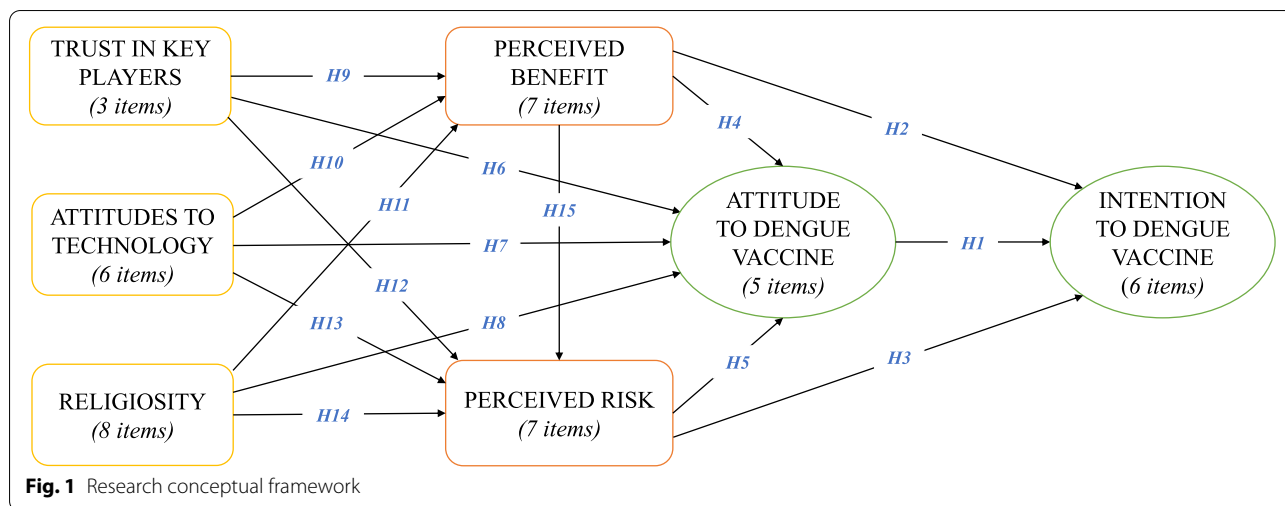 TRUST IN KEY
PLAYERS
(3 items)
H9
PERCEIVED
BENEFIT
(7 items)
H2
H4
H10
H6
H11
H15
ATTITUDES TO
TECHNOLOGY
(6 items)
H7
ATTITUDE
TO DENGUE
VACCINE
(5 items)
H1
INTENTION
TO DENGUE
VACCINE
(6 items)
H12
H13
H8
H3
H5
RELIGIOSITY
(8 items)
H14
PERCEIVED RISK
(7 items)
Fig. 1 Research conceptual framework